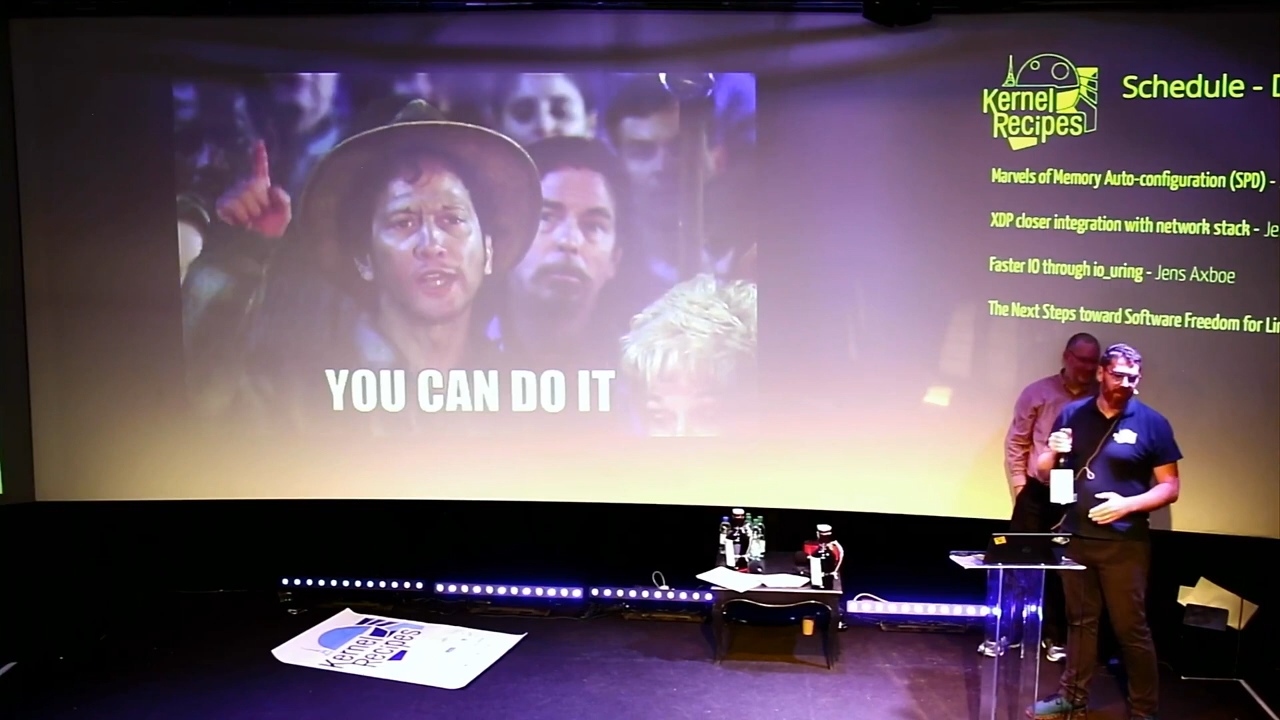 YOU CAN DO IT
Kernel
Recipes
Schedule -
Marvels of Memory Auto-configuration (SPD) -
XDP closer integration with network stack - Je
Faster IO through io_uring - Jens Axboe
The Next Steps toward Software Freedom for Li
Kernel
Recipes